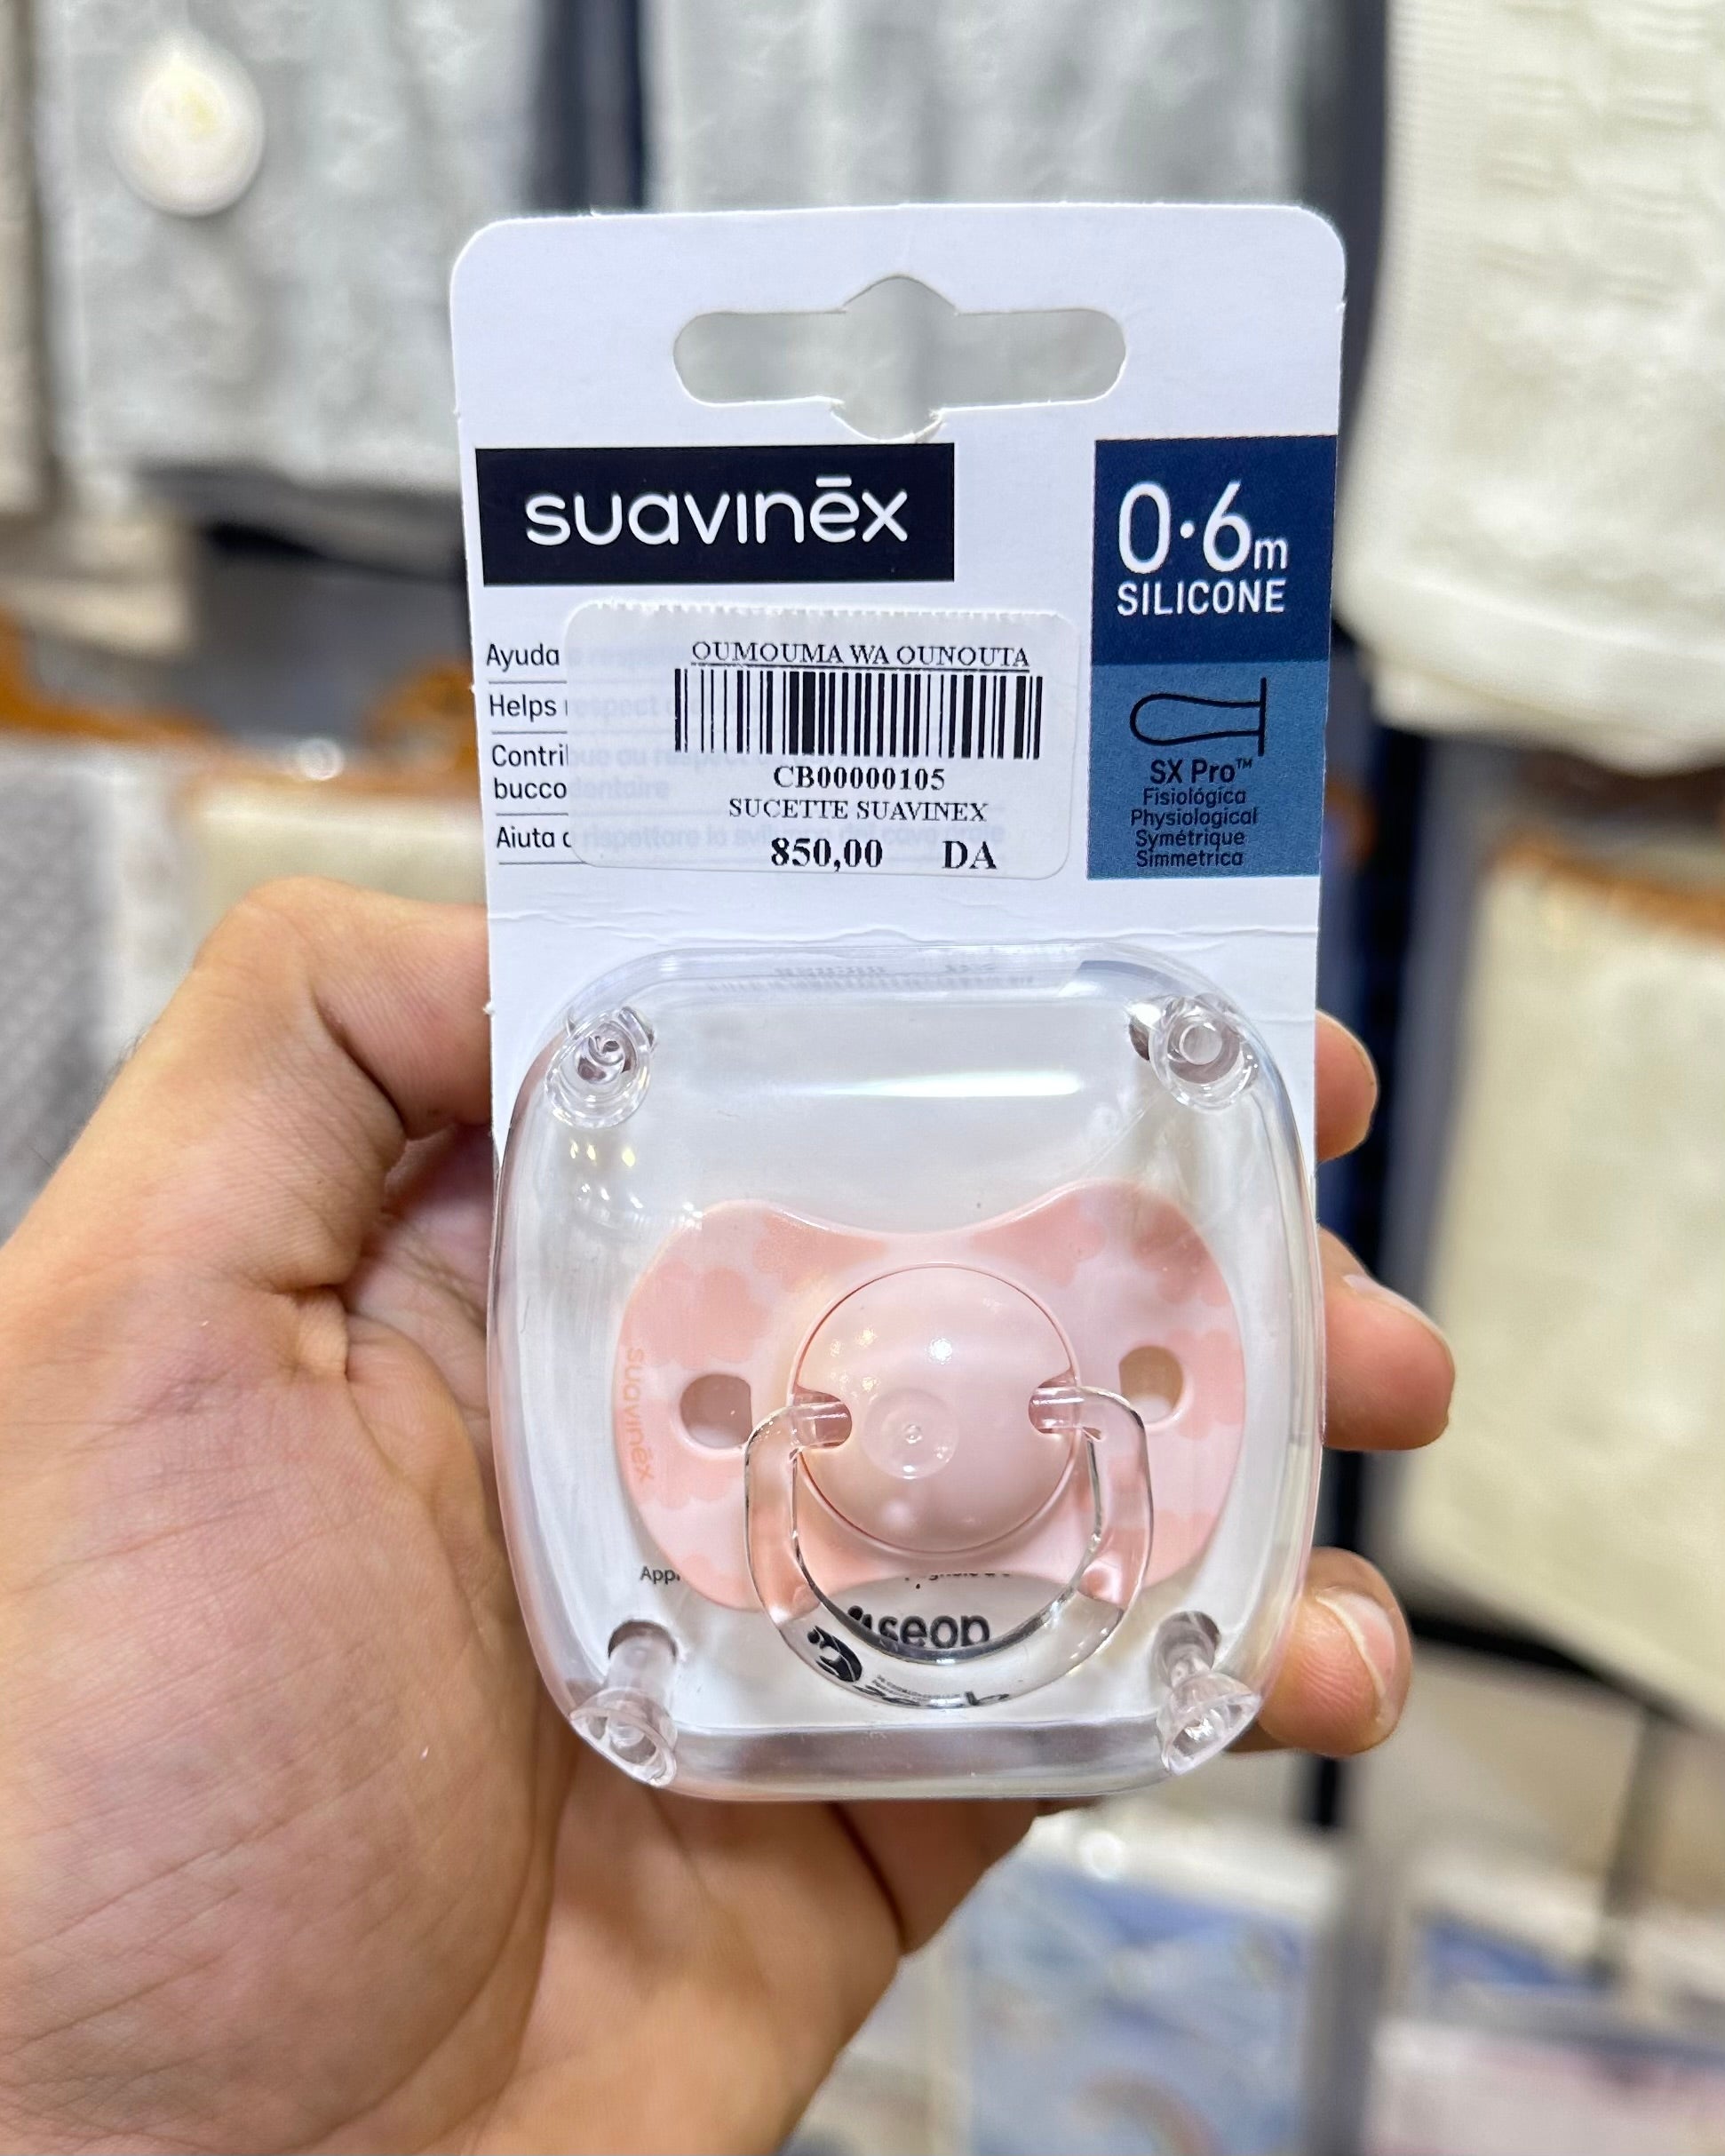 suavinēx
0·6m
SILICONE
OUMOUMA WA OUNOUTA
Ayuda
Helps
bucco
Aiuta
CB00000105
SUCETTE SUAVINEX
850,00 DA
SX Pro™
Fisiológica
Physiological
Symétrique
Simmetrica
suavinēx
seop